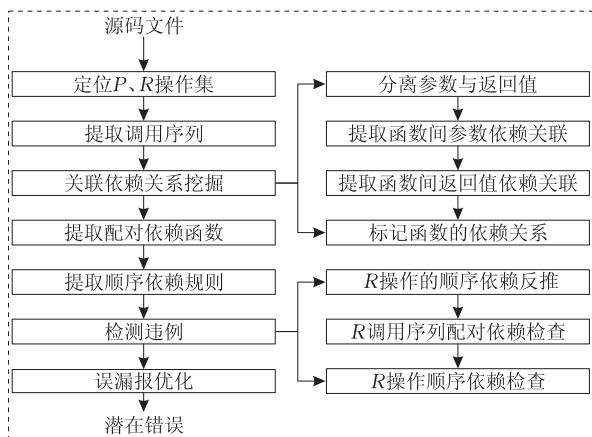 源码文件
定位P、R操作集
提取调用序列
关联依赖关系挖掘
提取配对依赖函数
提取顺序依赖规则
检测违例
误漏报优化
潜在错误
分离参数与返回值
提取函数间参数依赖关联
提取函数间返回值依赖关联
标记函数的依赖关系
R操作的顺序依赖反推
R调用序列配对依赖检查
R操作顺序依赖检查